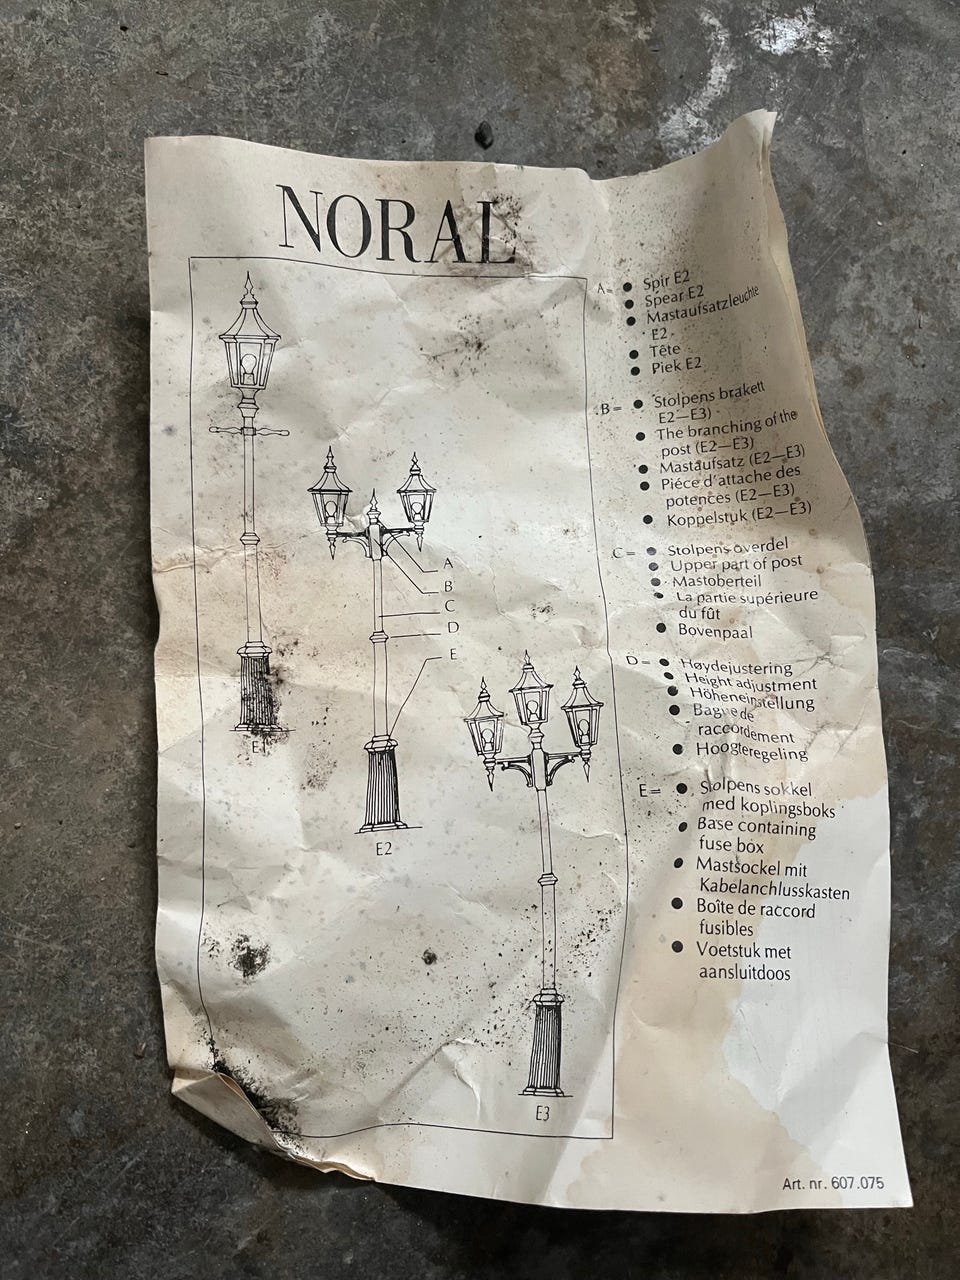 NORAL
E1
A
B
C
D
E
E2
E3
A= ● Spir E2
● Spear E2
● Mastaufsatzleuchte
E2
● Tête
● Piek E2
B= ● Stolpens brakett
E2—E3)
● The branching of the
post (E2—E3)
● Mastaufsatz (E2—E3)
● Piéce d'attache des
potences (E2—E3)
● Koppelstuk (E2—E3)
C= ● Stolpens overdel
● Upper part of post
● Mastoberteil
● La partie supérieure
du fût
● Bovenpaal
D= ● Høydejustering
● Height adjustment
● Höheneinstellung
● Bague de
raccordement
● Hoogteregeling
E= ● Stolpens sokkel
med koplingsboks
● Base containing
fuse box
● Mastsockel mit
Kabelanchlusskasten
● Boîte de raccord
fusibles
● Voetstuk met
aansluitdoos
Art. nr. 607.075